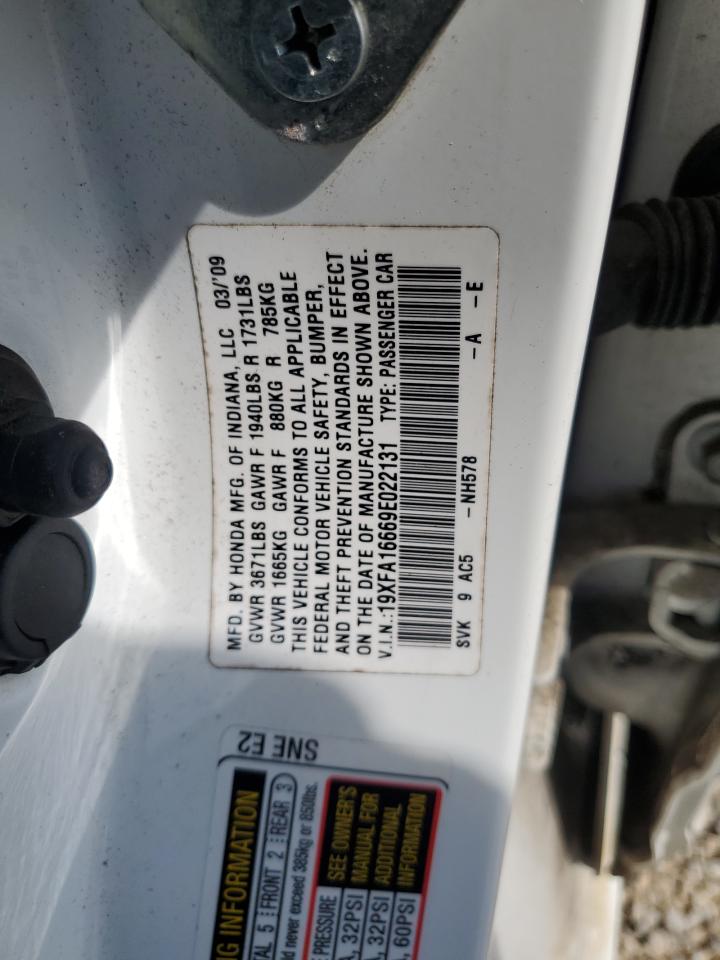 MFD. BY HONDA MFG. OF INDIANA, LLC 03/'09
GVWR 3671LBS GAWR F 1940LBS R 1731LBS
GVWR 1665KG GAWR F 880KG R 785KG
THIS VEHICLE CONFORMS TO ALL APPLICABLE
FEDERAL MOTOR VEHICLE SAFETY, BUMPER,
AND THEFT PREVENTION STANDARDS IN EFFECT
ON THE DATE OF MANUFACTURE SHOWN ABOVE.
V.I.N.:19XFA16669E022131 TYPE: PASSENGER CAR
SVK 9 AC5 -NH578 -A -E
SNE E2
INFORMATION
5 FRONT 2 REAR 3
never exceed 385kg or 850lbs.
PRESSURE SEE OWNER'S
32PSI MANUAL FOR
32PSI ADDITIONAL
60PSI INFORMATION